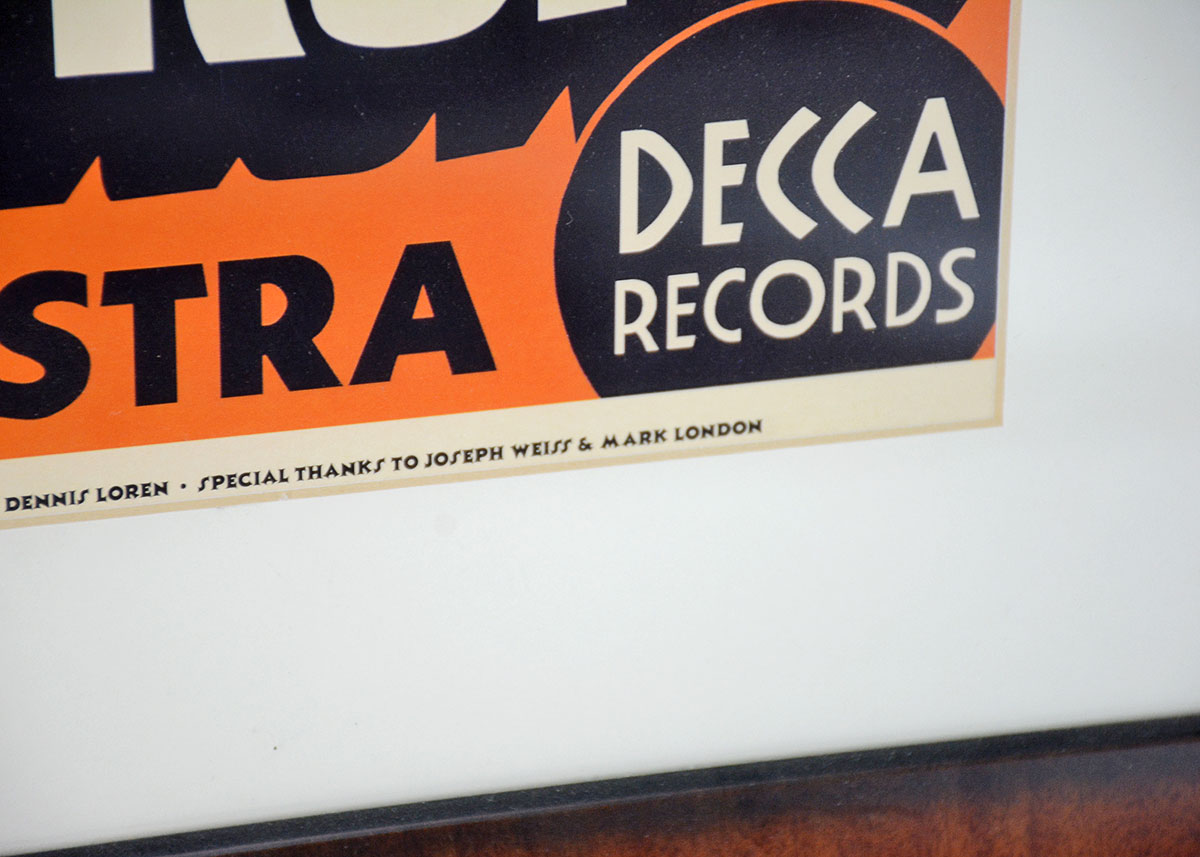 DECCA
RECORDS
STRA
DENNIS LOREN • SPECIAL THANKS TO JOSEPH WEISS & MARK LONDON